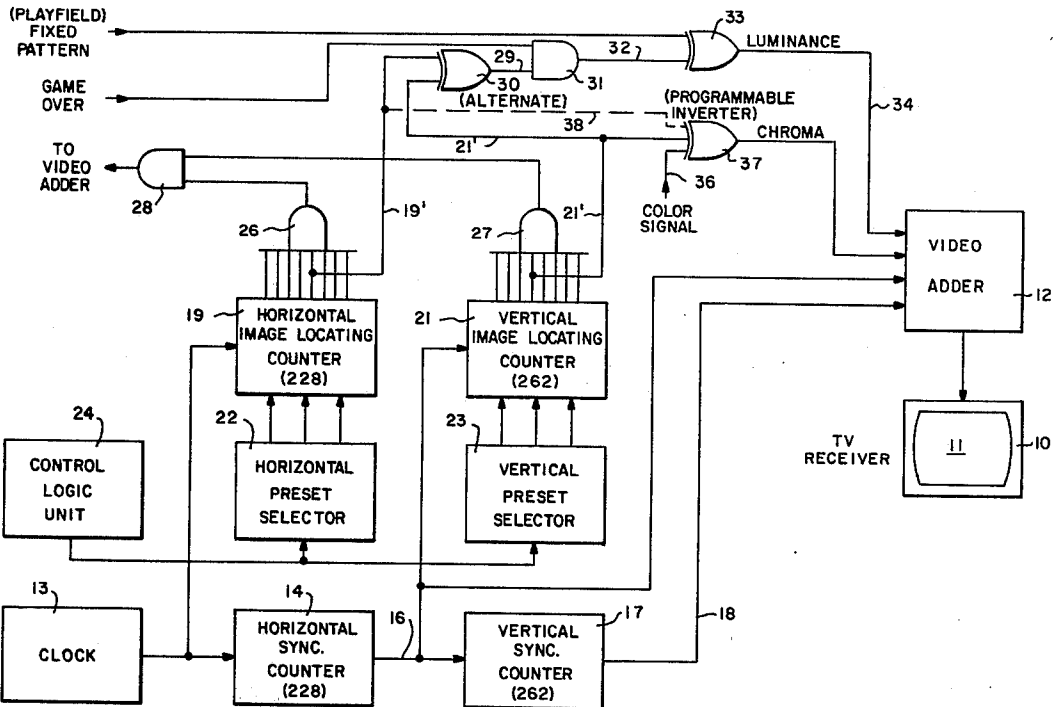 (PLAYFIELD)
FIXED
PATTERN
33
LUMINANCE
29
32
30
31
GAME
OVER
(ALTERNATE)
38
(PROGRAMMABLE
INVERTER)
34
CHROMA
21'
37
TO
VIDEO
ADDER
28
36
COLOR
SIGNAL
26
19'
27
21'
VIDEO
ADDER
12
19
HORIZONTAL
IMAGE LOCATING
COUNTER
(228)
21
VERTICAL
IMAGE LOCATING
COUNTER
(262)
24
CONTROL
LOGIC
UNIT
22
HORIZONTAL
PRESET
SELECTOR
23
VERTICAL
PRESET
SELECTOR
TV
RECEIVER
11
10
13
CLOCK
14
HORIZONTAL
SYNC.
COUNTER
(228)
16
17
VERTICAL
SYNC.
COUNTER
(262)
18